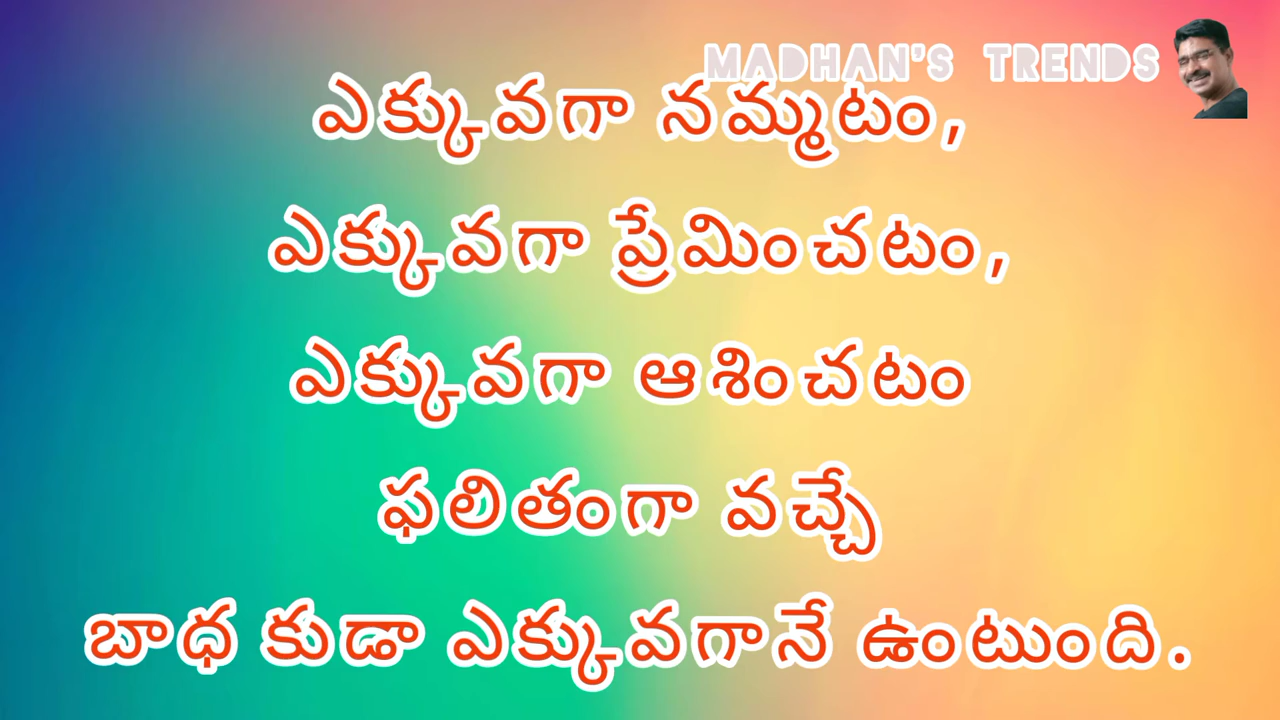 MADHAN'S TRENDS
ఎక్కువగా నమ్మటం,
ఎక్కువగా ప్రేమించటం,
ఎక్కువగా ఆశించటం
ఫలితంగా వచ్చే
బాధ కుడా ఎక్కువగానే ఉంటుంది.